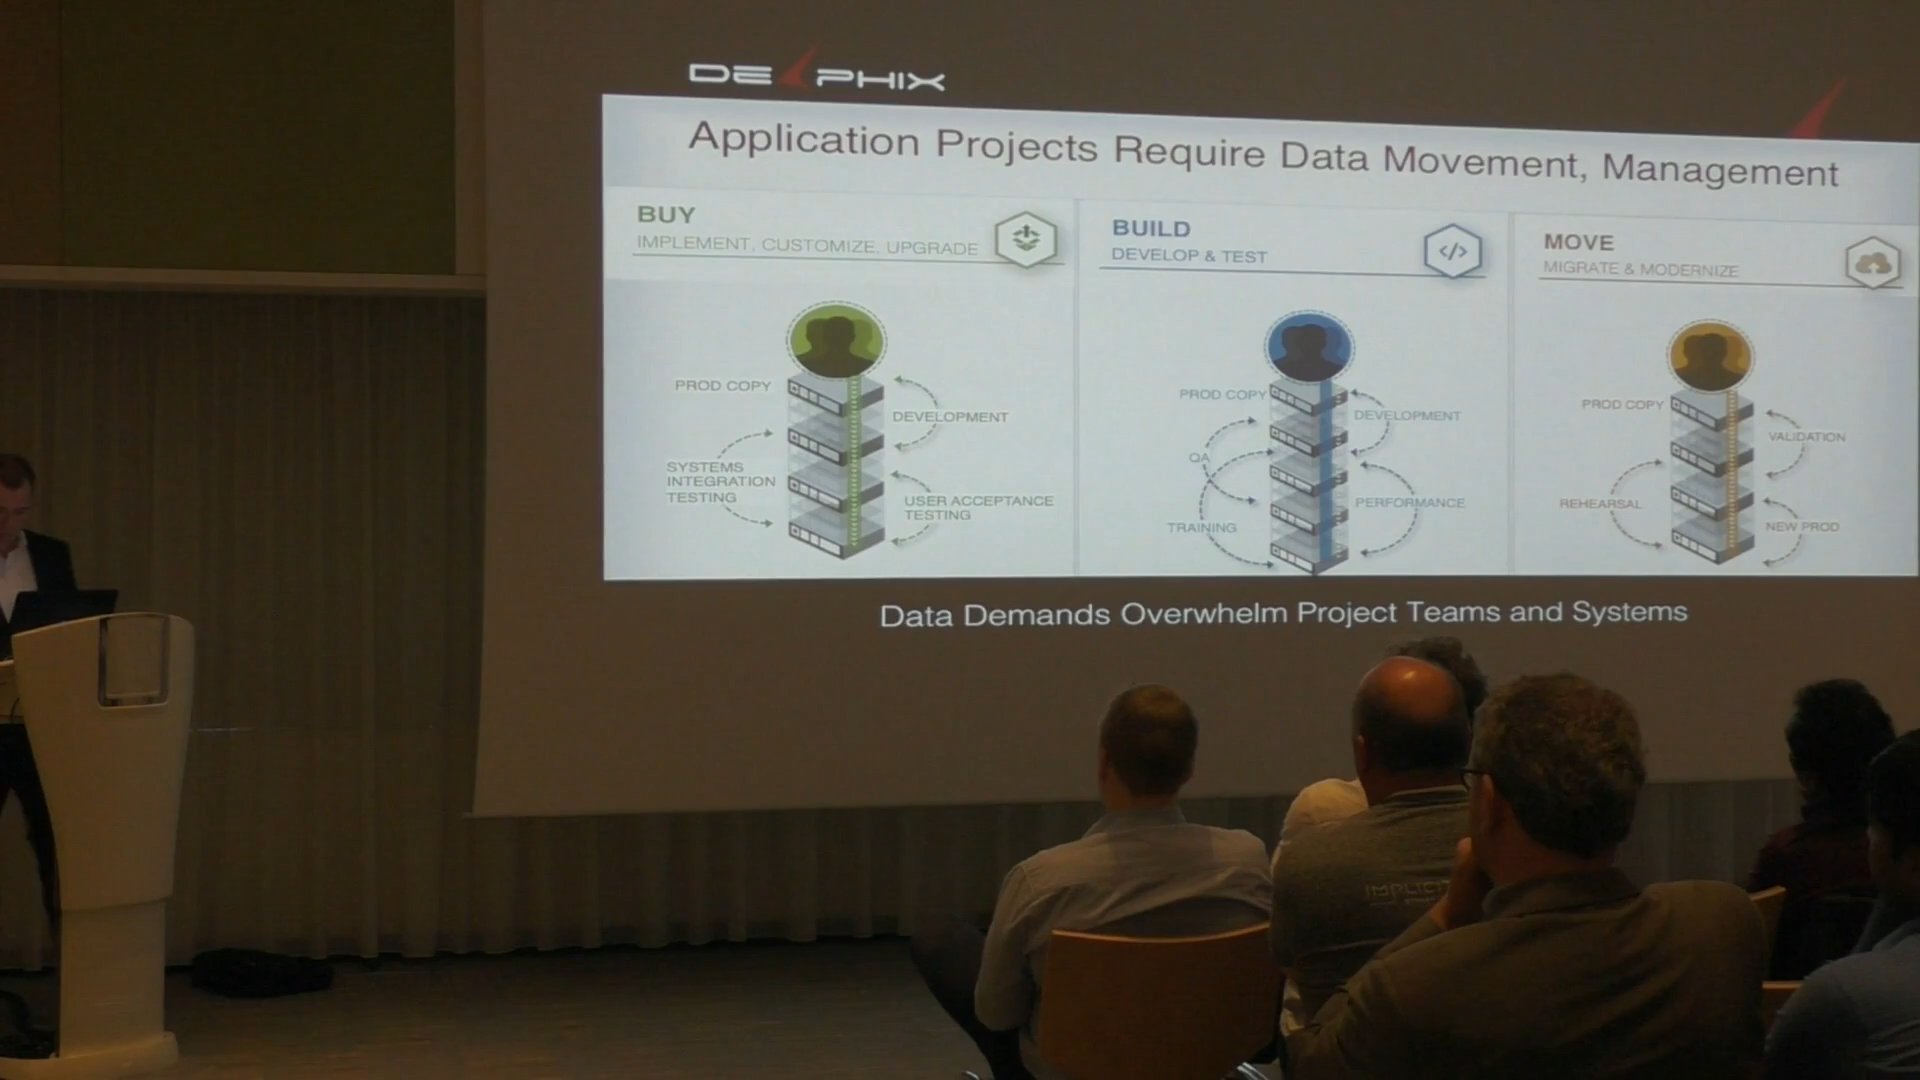 DELPHIX
Application Projects Require Data Movement, Management
BUY
IMPLEMENT, CUSTOMIZE, UPGRADE
PROD COPY
DEVELOPMENT
SYSTEMS
INTEGRATION
TESTING
USER ACCEPTANCE
TESTING
BUILD
DEVELOP & TEST
</>
PROD COPY
DEVELOPMENT
QA
PERFORMANCE
TRAINING
MOVE
MIGRATE & MODERNIZE
PROD COPY
VALIDATION
REHEARSAL
NEW PROD
Data Demands Overwhelm Project Teams and Systems